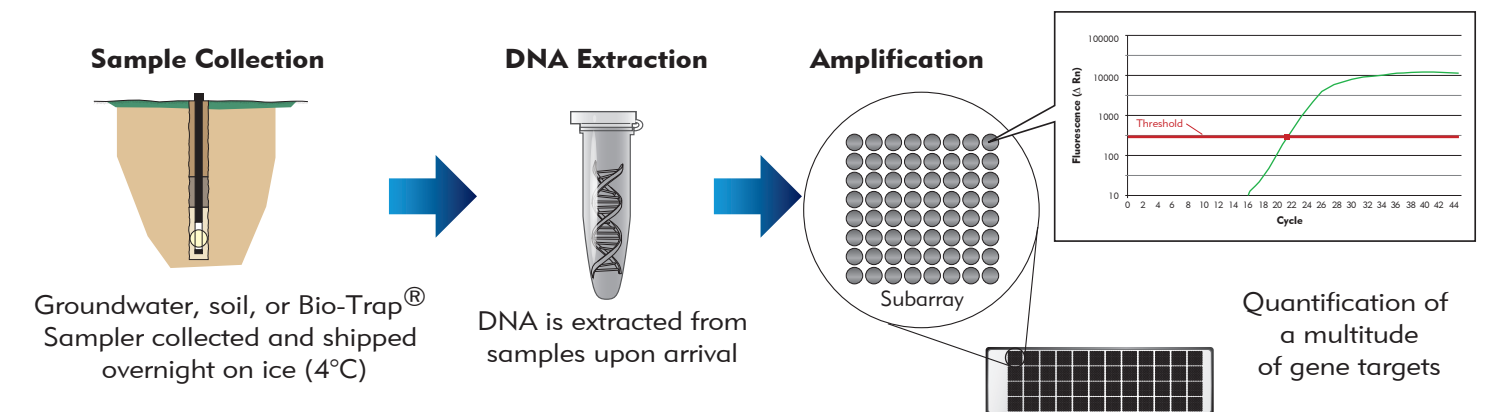 Sample Collection
DNA Extraction
Amplification
Groundwater, soil, or Bio-Trap®
Sampler collected and shipped
overnight on ice (4°C)
DNA is extracted from
samples upon arrival
Subarray
Fluorescence (Δ Rn)
100000
10000
1000
100
10
Threshold
0 2 4 6 8 10 12 14 16 18 20 22 24 26 28 30 32 34 36 38 40 42 44
Cycle
Quantification of
a multitude
of gene targets